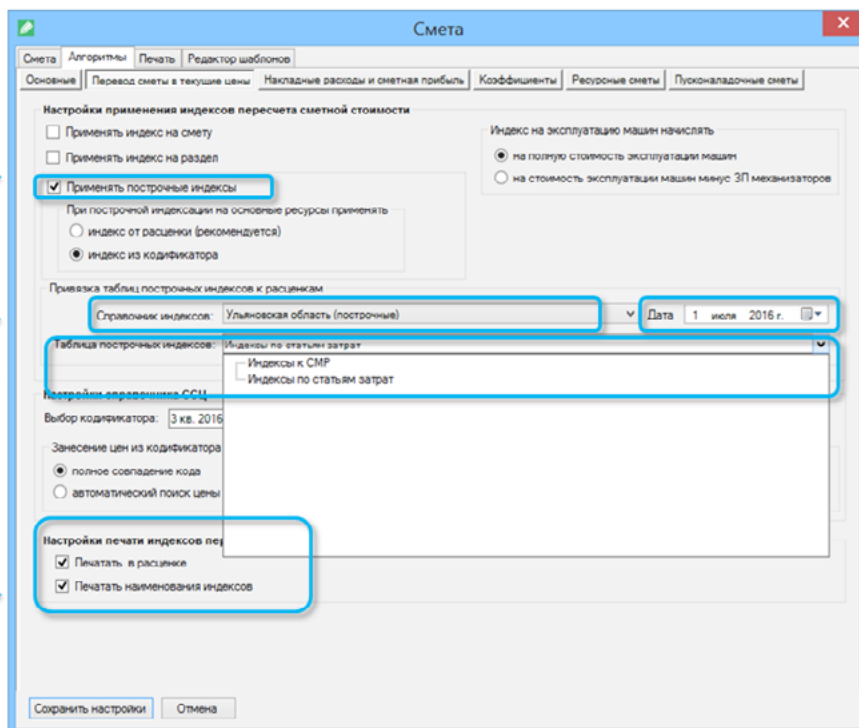 Смета
Смета Алгоритмы Печать Редактор шаблонов
Основные Перевод сметы в текущие цены Накладные расходы и сметная прибыль Коэффициенты Ресурсные сметы Пусконаладочные сметы
Настройки применения индексов пересчета сметной стоимости
Применять индекс на смету
Применять индекс на раздел
Применять построчные индексы
При построчной индексации на основные ресурсы применять
индекс от расценки (рекомендуется)
индекс из кодификатора
Индекс на эксплуатацию машин начислять
на полную стоимость эксплуатации машин
на стоимость эксплуатации машин минус ЗП механизаторов
Привязка таблиц построчных индексов к расценкам
Справочник индексов: Ульяновская область (построчные) Дата 1 июля 2016 г.
Таблица построчных индексов: Индексы по статьям затрат
Индексы к СМР
Индексы по статьям затрат
Настройки справочника ССЦ
Выбор кодификатора: 3 кв. 2016
Занесение цен из кодификатора
полное совпадение кода
автоматический поиск цены
Настройки печати индексов пер
Печатать в расценке
Печатать наименования индексов
Сохранить настройки Отмена